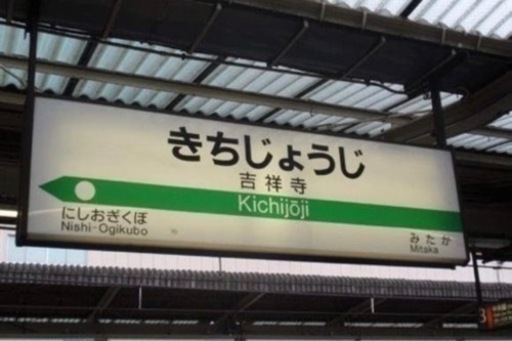 きちじょうじ
吉祥寺
Kichijōji
にしおぎくぼ
Nishi-Ogikubo
みたか
Mitaka